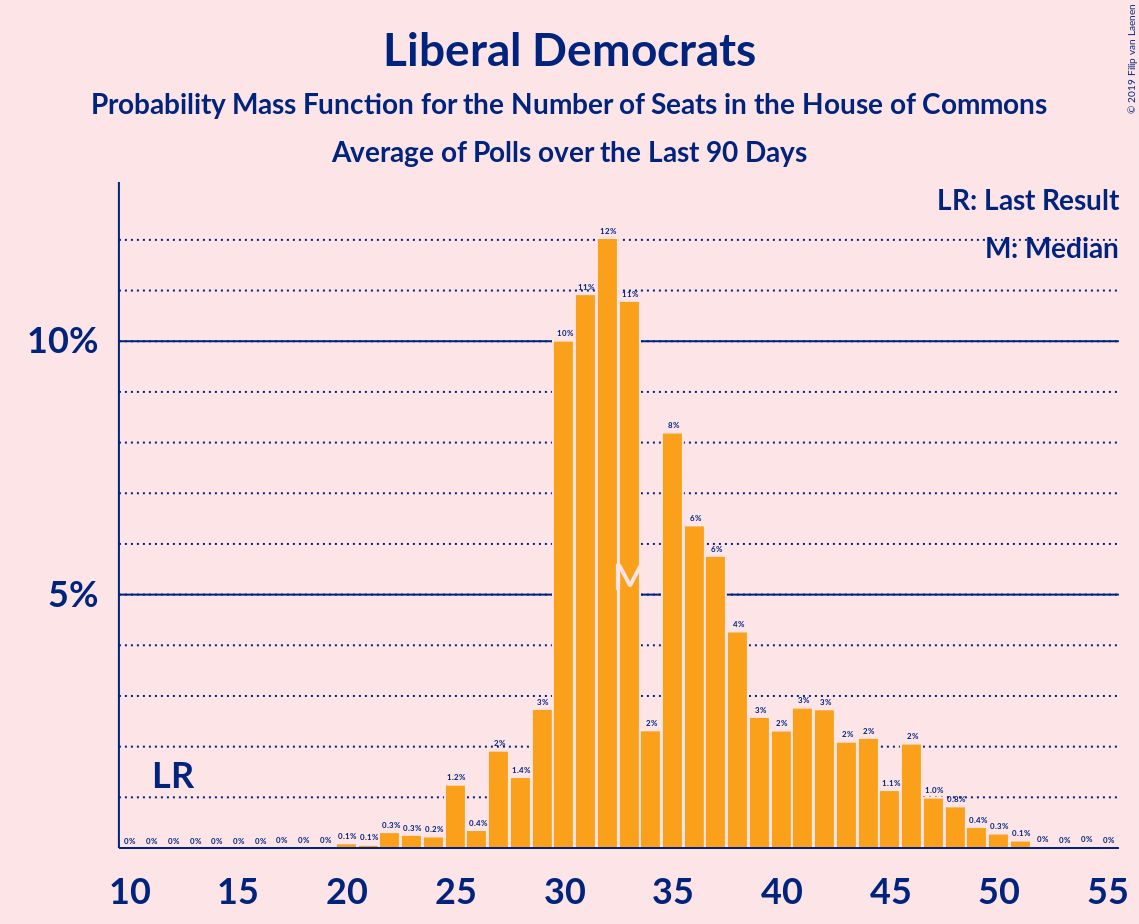 Liberal Democrats
Probability Mass Function for the Number of Seats in the House of Commons
Average of Polls over the Last 90 Days
© 2019 Filip van Laenen
LR: Last Result
M: Median
10%
5%
LR
M
0% 0% 0% 0% 0% 0% 0% 0% 0% 0% 0.1% 0.1% 0.3% 0.3% 0.2% 1.2% 0.4% 2% 1.4% 3% 10% 11% 12% 11% 2% 8% 6% 6% 4% 3% 2% 3% 3% 2% 2% 1.1% 2% 1.0% 0.8% 0.4% 0.3% 0.1% 0% 0% 0% 0%
10 15 20 25 30 35 40 45 50 55